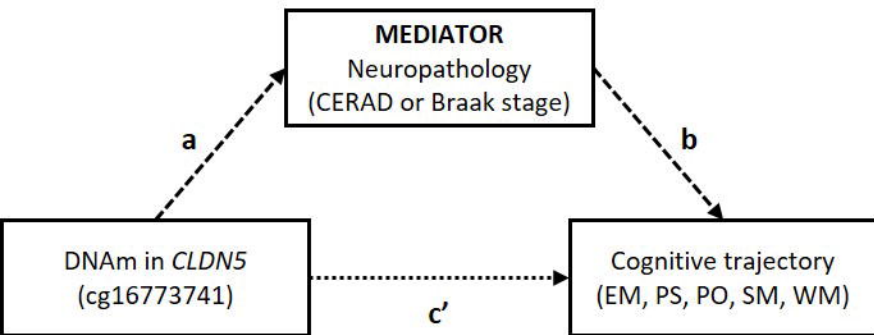 MEDIATOR
Neuropathology
(CERAD or Braak stage)
a
b
DNAm in CLDN5
(cg16773741)
c'
Cognitive trajectory
(EM, PS, PO, SM, WM)